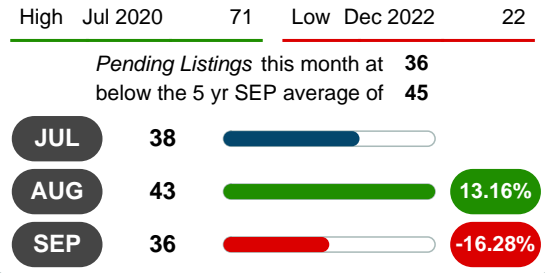 High Jul 2020 71 Low Dec 2022 22
Pending Listings this month at 36
below the 5 yr SEP average of 45
JUL 38
AUG 43 13.16%
SEP 36 -16.28%